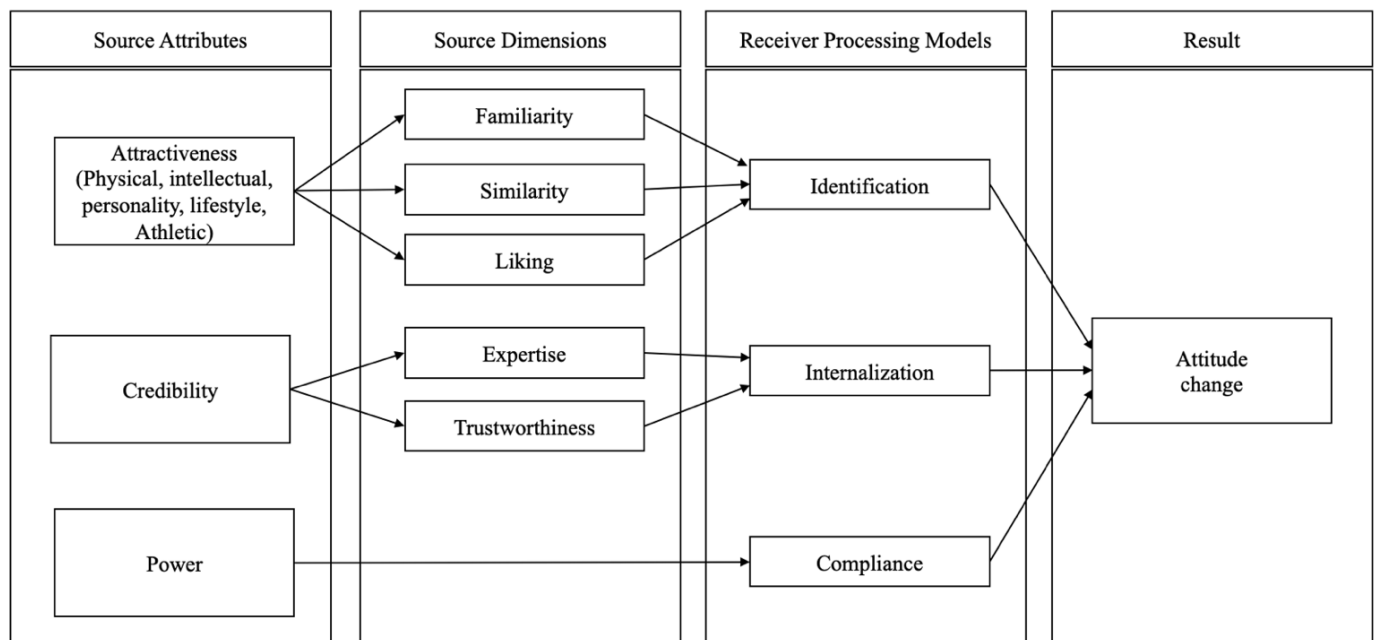 Source Attributes
Source Dimensions
Receiver Processing Models
Result
Attractiveness
(Physical, intellectual,
personality, lifestyle,
Athletic)
Familiarity
Similarity
Liking
Identification
Credibility
Expertise
Trustworthiness
Internalization
Attitude
change
Power
Compliance